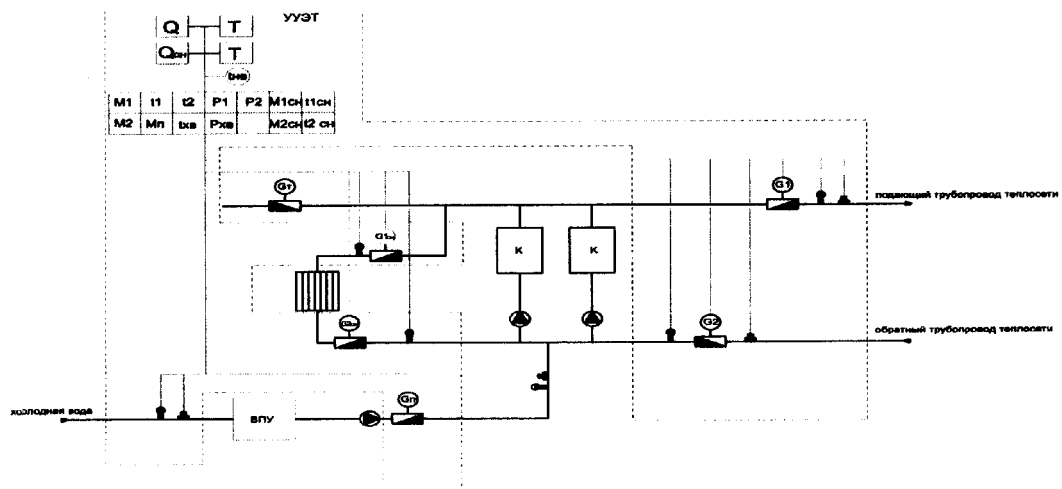 УУЭТ
Q T
Qсн T
tнв
M1 t1 t2 P1 P2 M1сн t1сн
M2 Mп tхв Pхв M2сн t2 сн
Gт
G1
подающий трубопровод теплосети
К К
G2
обратный трубопровод теплосети
Gп
холодная вода
ВПУ